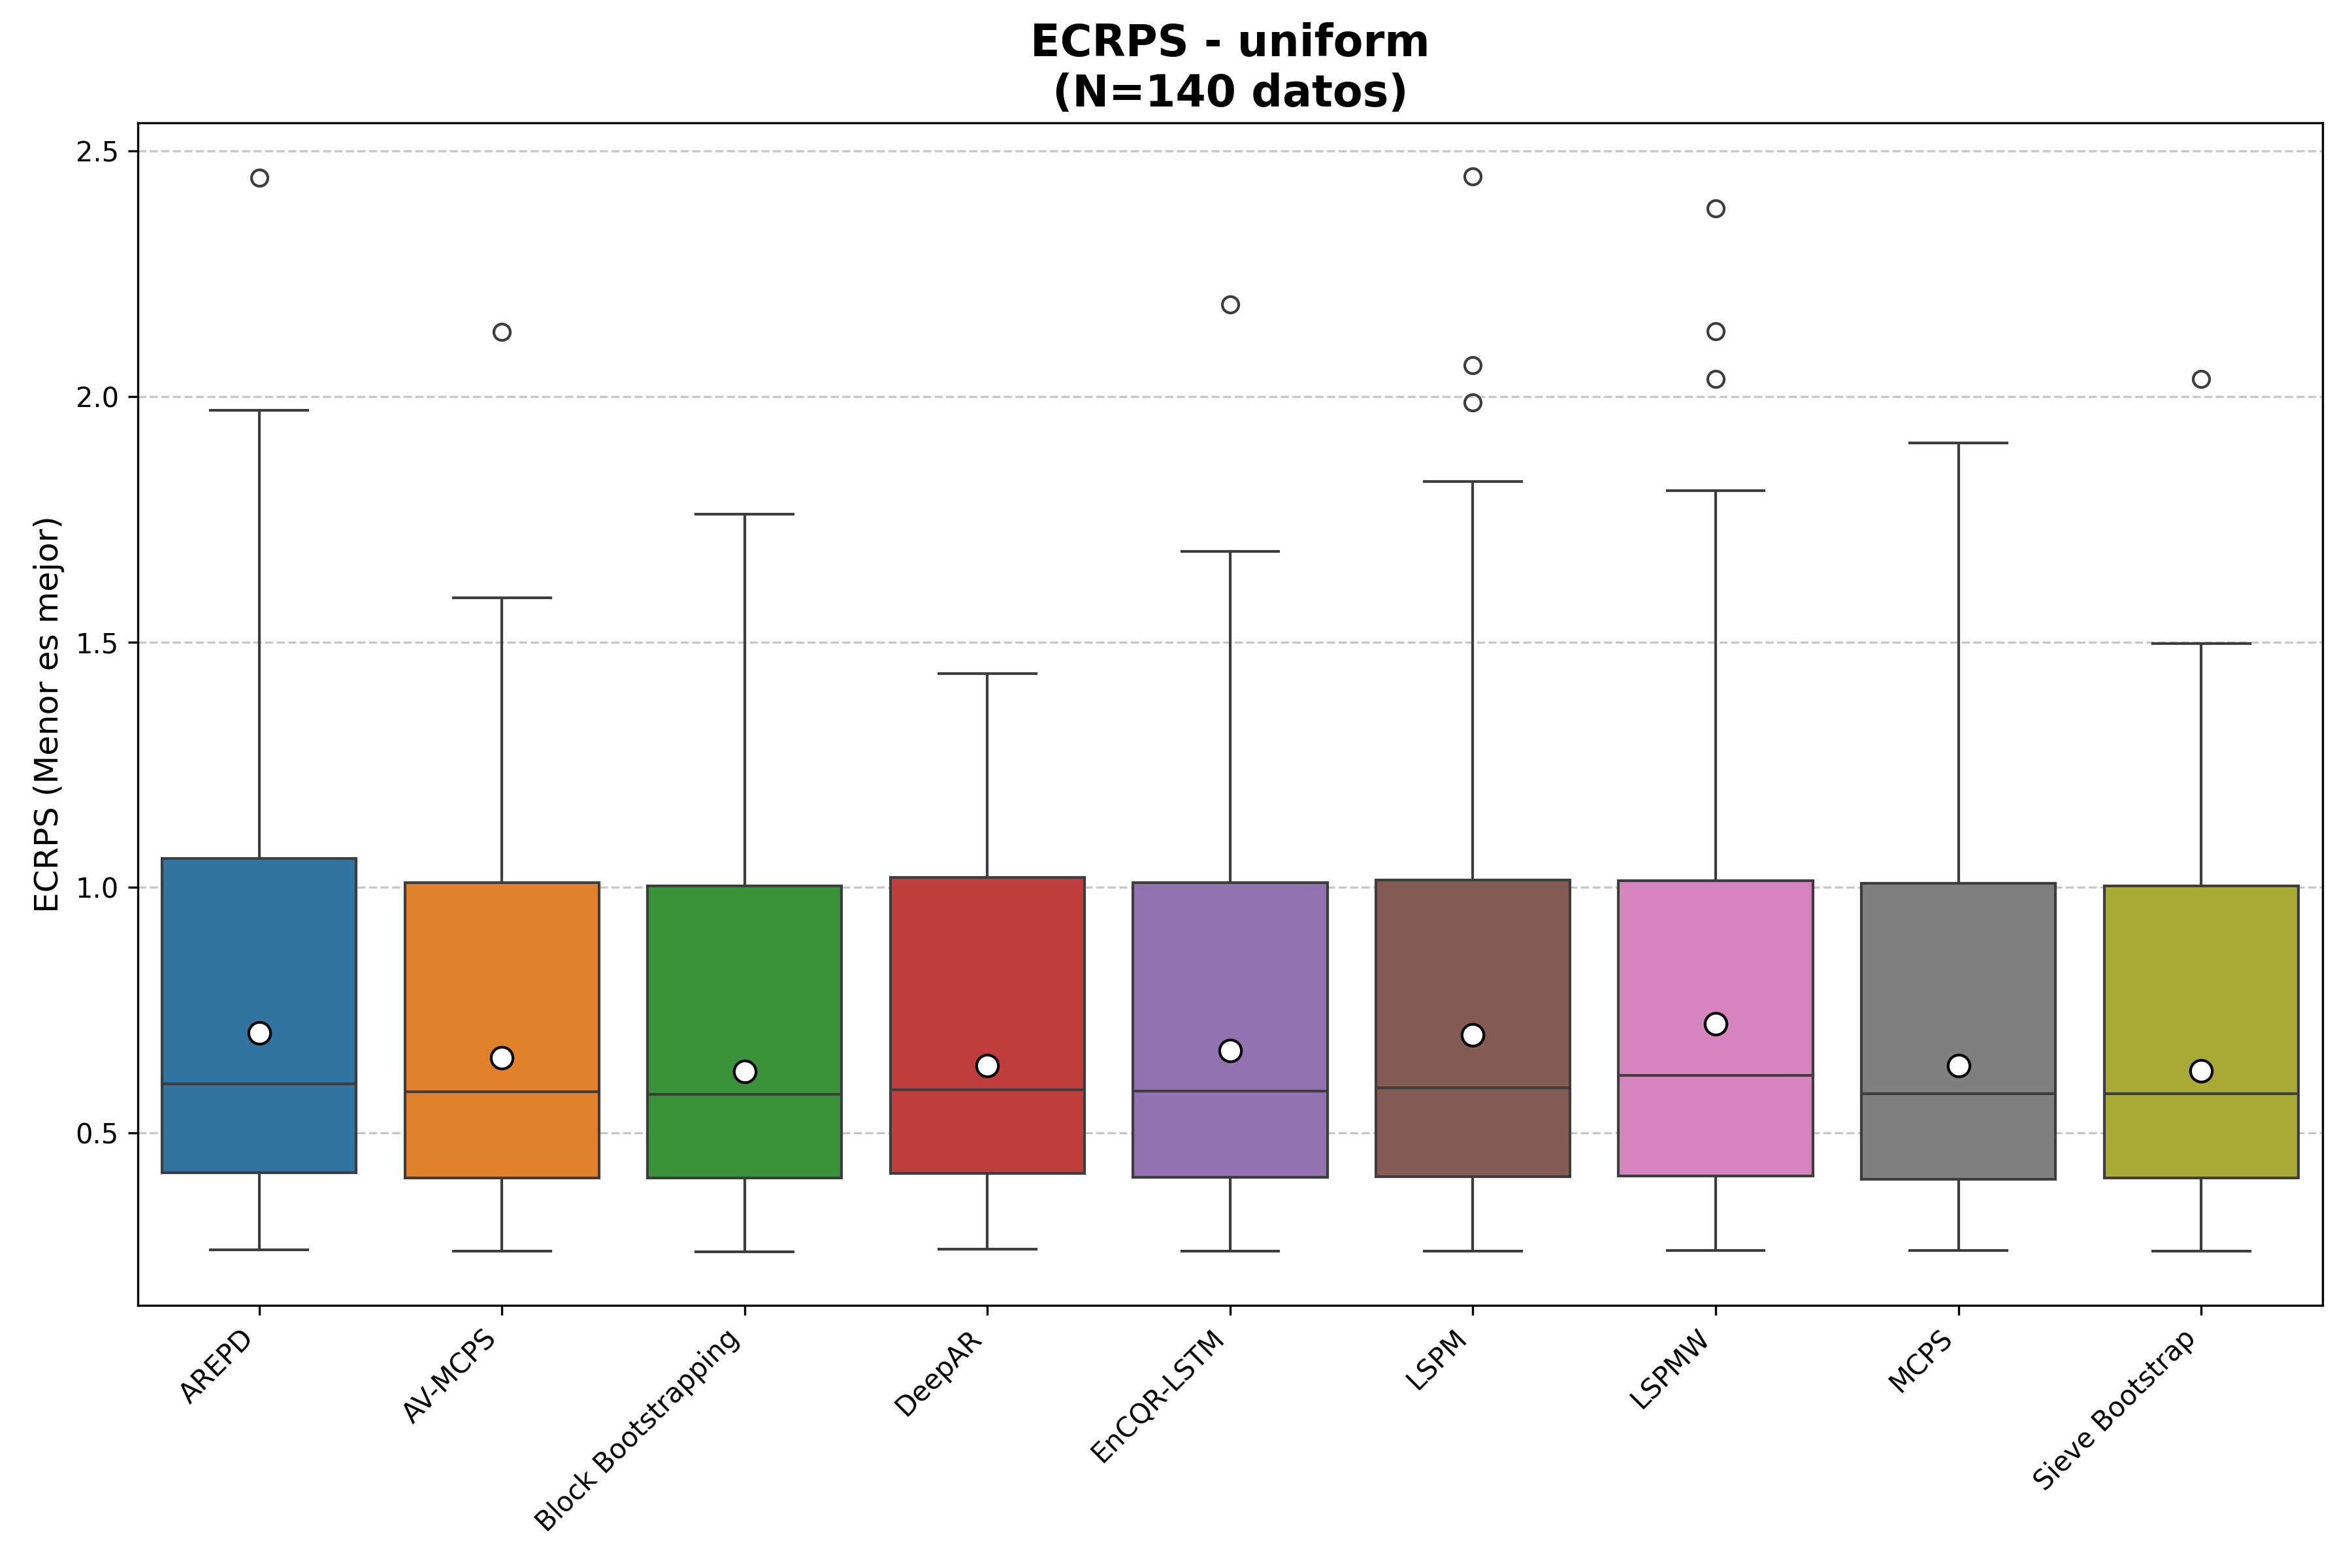 ECRPS - uniform
(N=140 datos)
ECRPS (Menor es mejor)
2.5
2.0
1.5
1.0
0.5
AREPD
AV-MCPS
Block Bootstrapping
DeepAR
EnCQR-LSTM
LSPM
LSPMW
MCPS
Sieve Bootstrap